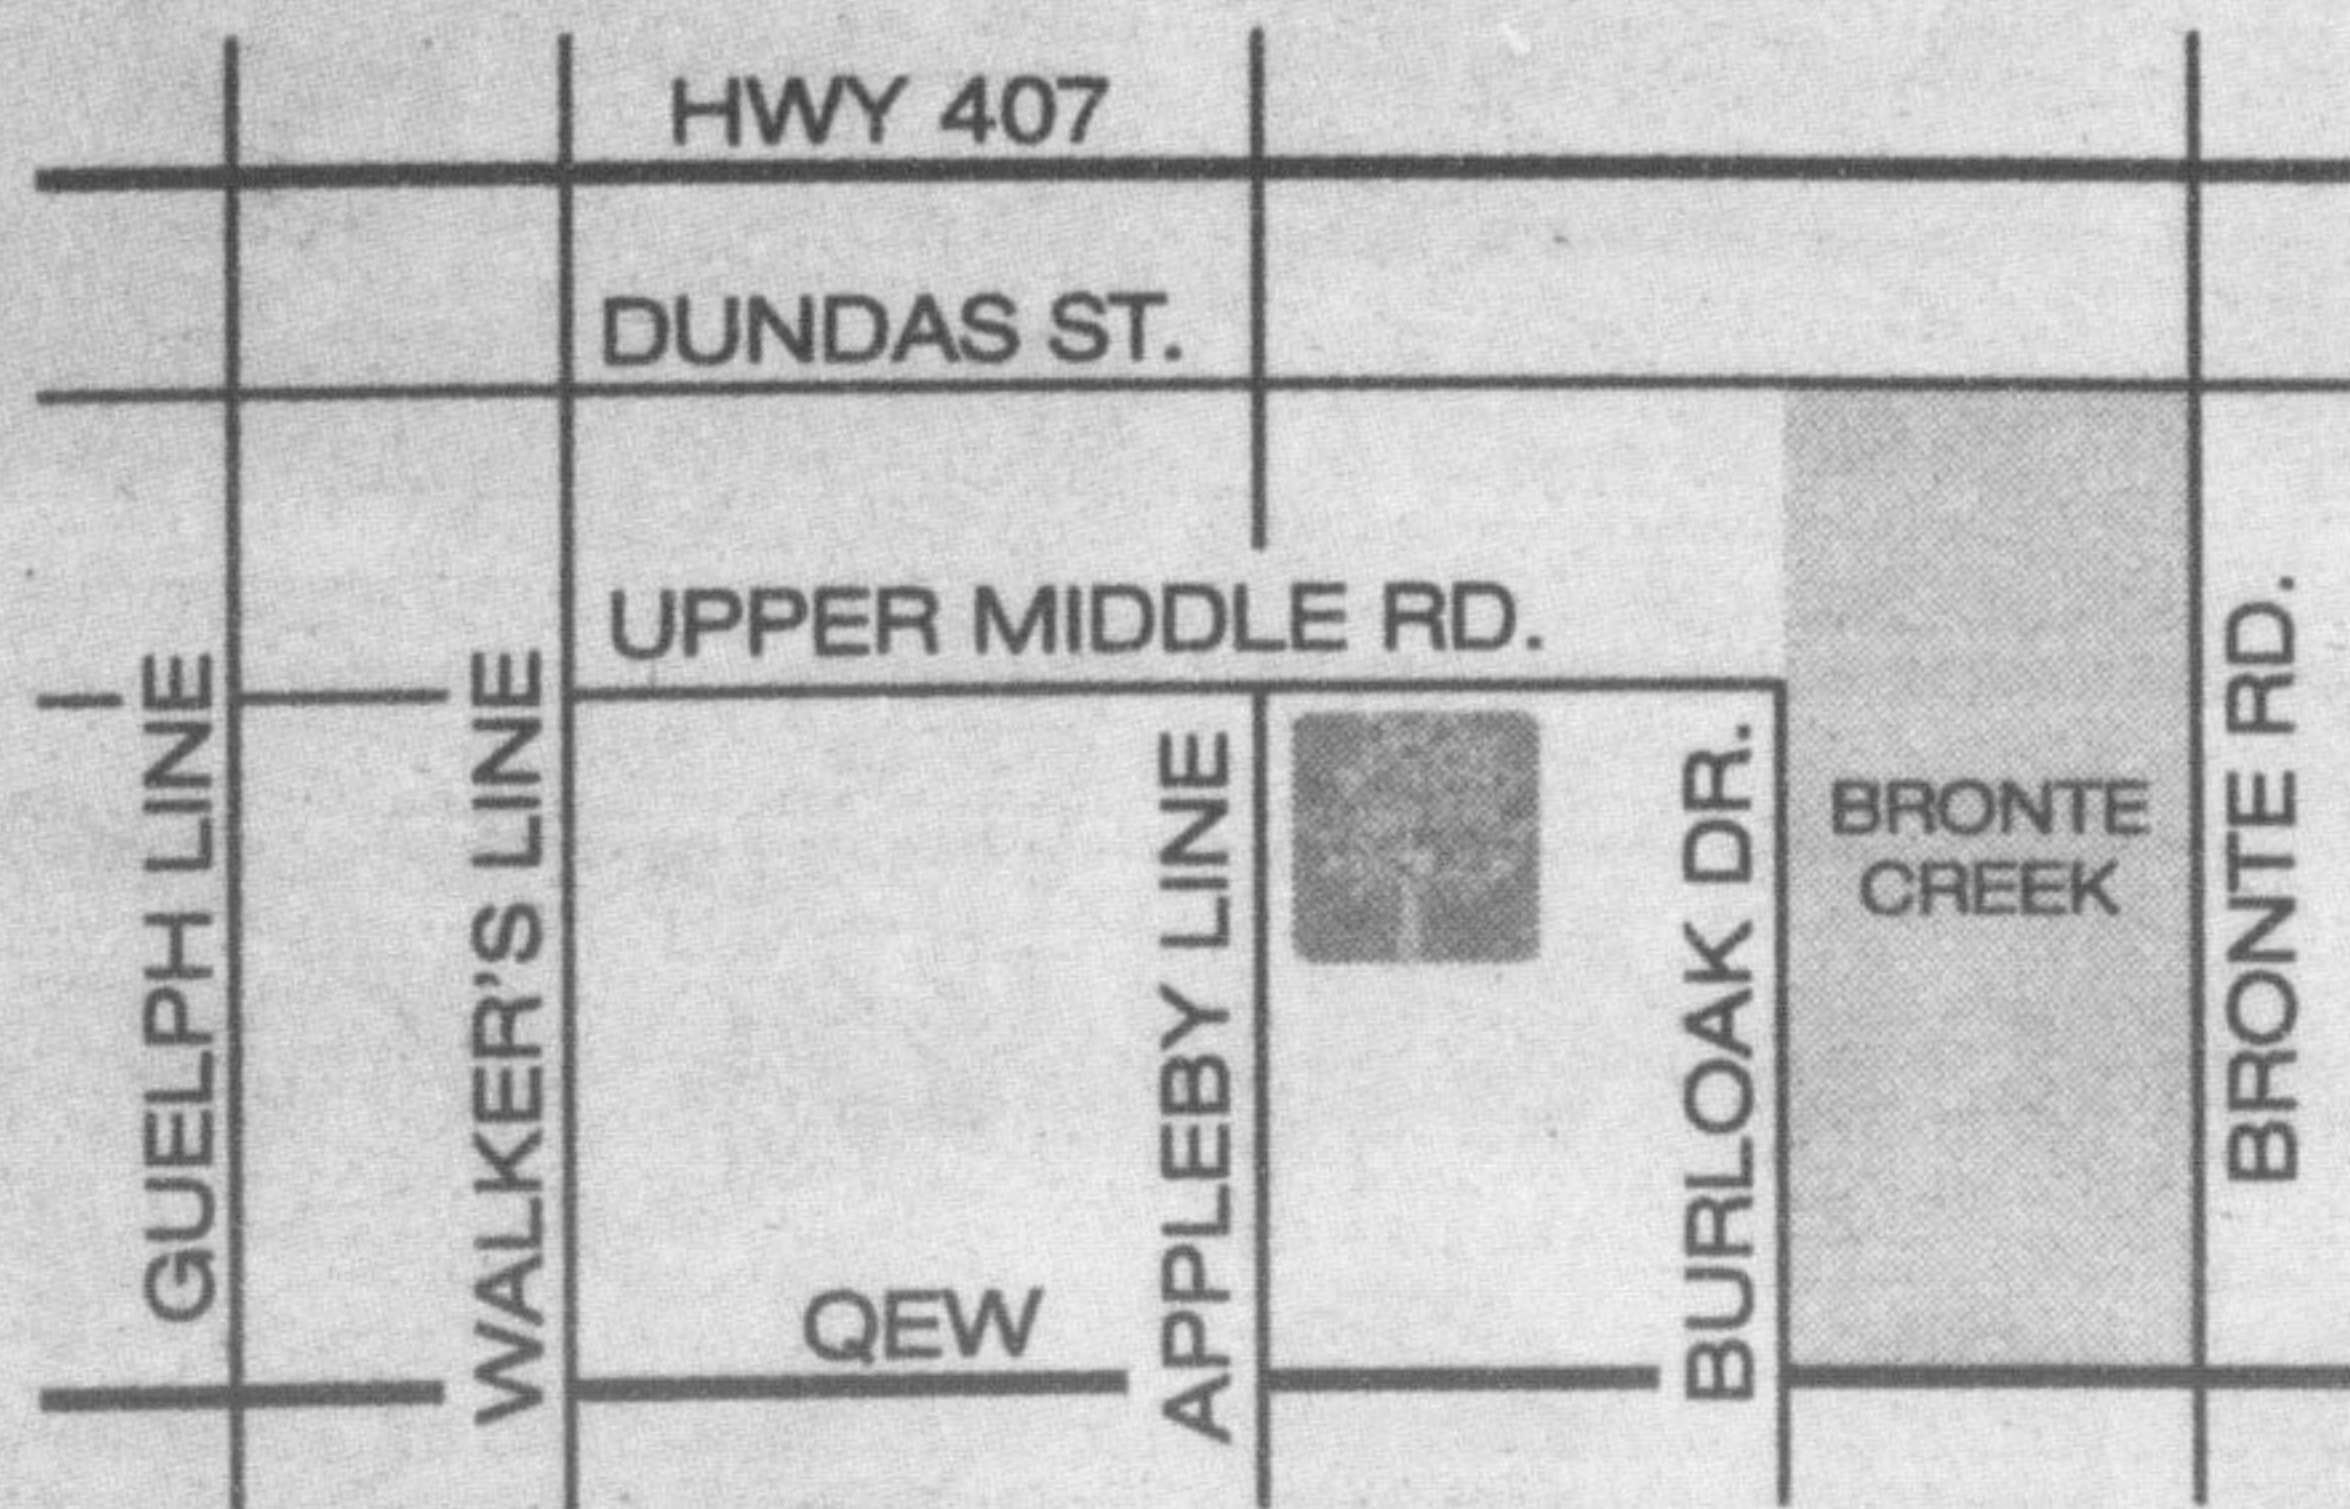 HWY 407
DUNDAS ST.
UPPER MIDDLE RD.
GUELPH LINE
WALKER'S LINE
APPLEBY LINE
BURLOAK DR.
BRONTE
CREEK
BRONTE RD.
QEW